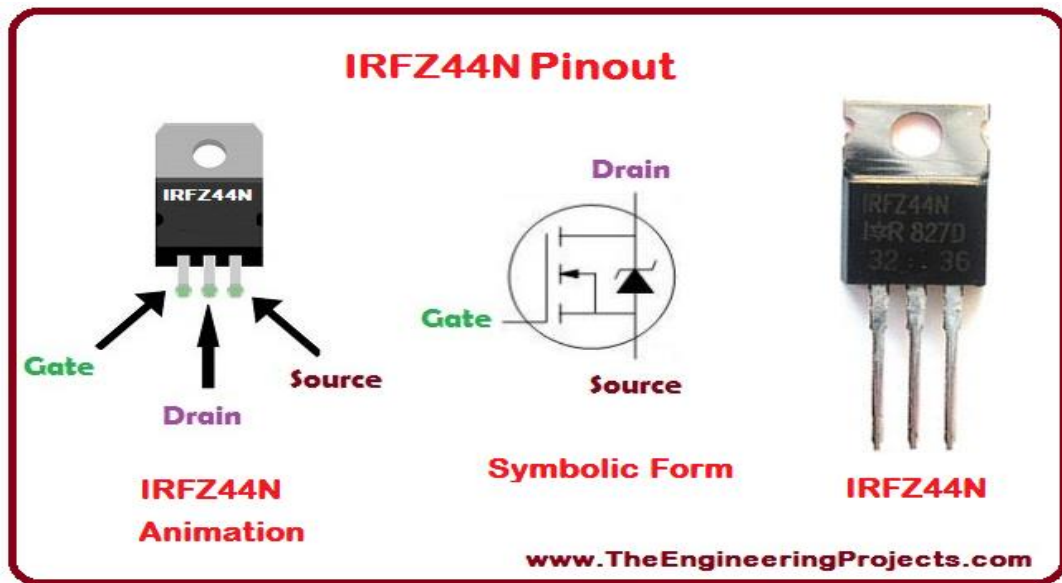 IRFZ44N Pinout
IRFZ44N
Gate
Drain
Source
IRFZ44N
Animation
Drain
Gate
Source
Symbolic Form
IRFZ44N
I☆R 827D
32 : . 36
IRFZ44N
www.TheEngineeringProjects.com